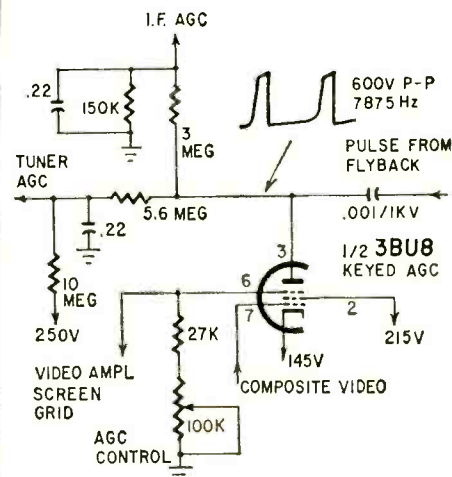 I.F. AGC
.22
150K
3
MEG
600V P-P
7875 Hz
TUNER
AGC
PULSE FROM
FLYBACK
5.6 MEG
.001/1KV
.22
3
1/2 3BU8
KEYED AGC
6
7
2
10
MEG
250V
27K
215V
145V
VIDEO AMPL
SCREEN
GRID
COMPOSITE VIDEO
100K
AGC
CONTROL